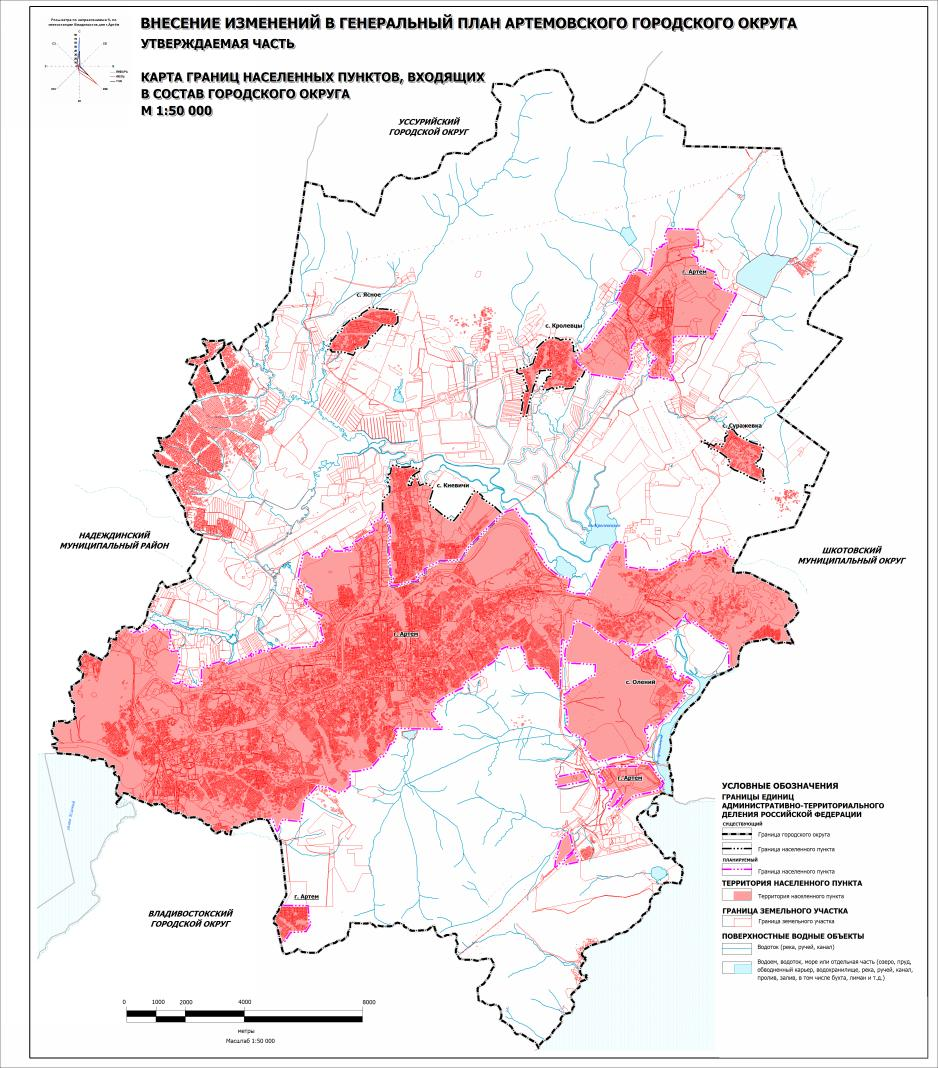 ВНЕСЕНИЕ ИЗМЕНЕНИЙ В ГЕНЕРАЛЬНЫЙ ПЛАН АРТЕМОВСКОГО ГОРОДСКОГО ОКРУГА
УТВЕРЖДАЕМАЯ ЧАСТЬ
КАРТА ГРАНИЦ НАСЕЛЕННЫХ ПУНКТОВ, ВХОДЯЩИХ
В СОСТАВ ГОРОДСКОГО ОКРУГА
М 1:50 000
УССУРИЙСКИЙ
ГОРОДСКОЙ ОКРУГ
г. Артем
с. Ясное
с. Кролевцы
с. Суражевка
с. Кневичи
НАДЕЖДИНСКИЙ
МУНИЦИПАЛЬНЫЙ РАЙОН
ШКОТОВСКИЙ
МУНИЦИПАЛЬНЫЙ ОКРУГ
г. Артем
с. Олений
г. Артем
г. Артем
ВЛАДИВОСТОКСКИЙ
ГОРОДСКОЙ ОКРУГ
УСЛОВНЫЕ ОБОЗНАЧЕНИЯ
ГРАНИЦЫ ЕДИНИЦ
АДМИНИСТРАТИВНО-ТЕРРИТОРИАЛЬНОГО
ДЕЛЕНИЯ РОССИЙСКОЙ ФЕДЕРАЦИИ
СУЩЕСТВУЮЩИЙ
Граница городского округа
Граница населенного пункта
ПЛАНИРУЕМЫЙ
Граница населенного пункта
ТЕРРИТОРИЯ НАСЕЛЕННОГО ПУНКТА
Территория населенного пункта
ГРАНИЦА ЗЕМЕЛЬНОГО УЧАСТКА
Граница земельного участка
ПОВЕРХНОСТНЫЕ ВОДНЫЕ ОБЪЕКТЫ
Водоток (река, ручей, канал)
Водоем, водоток, море или отдельная часть (озеро, пруд,
обводненный карьер, водохранилище, река, ручей, канал,
пролив, залив, в том числе бухта, лиман и т.д.)
0 1000 2000 4000 8000
метры
Масштаб 1:50 000